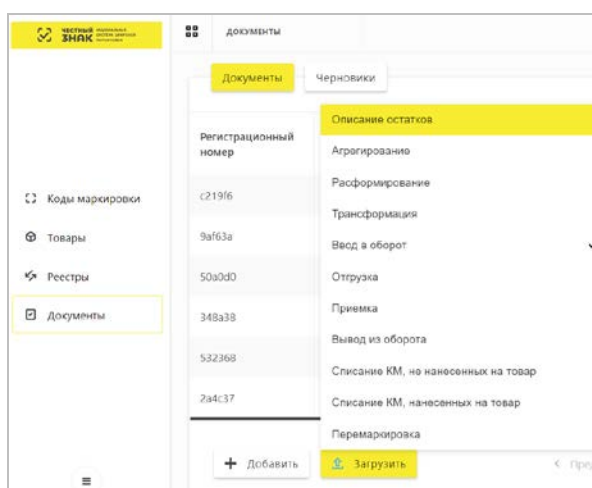 ЧЕСТНЫЙ
ЗНАК
ДОКУМЕНТЫ
Документы
Черновики
Регистрационный
номер
c219f6
9af63a
50a0d0
348a38
532368
2a4c37
Коды маркировки
Товары
Реестры
Документы
Описание остатков
Агрегирование
Расформирование
Трансформация
Ввод в оборот
Отгрузка
Приемка
Вывод из оборота
Списание КМ, не нанесенных на товар
Списание КМ, нанесенных на товар
Перемаркировка
+ Добавить
Загрузить
< Пред